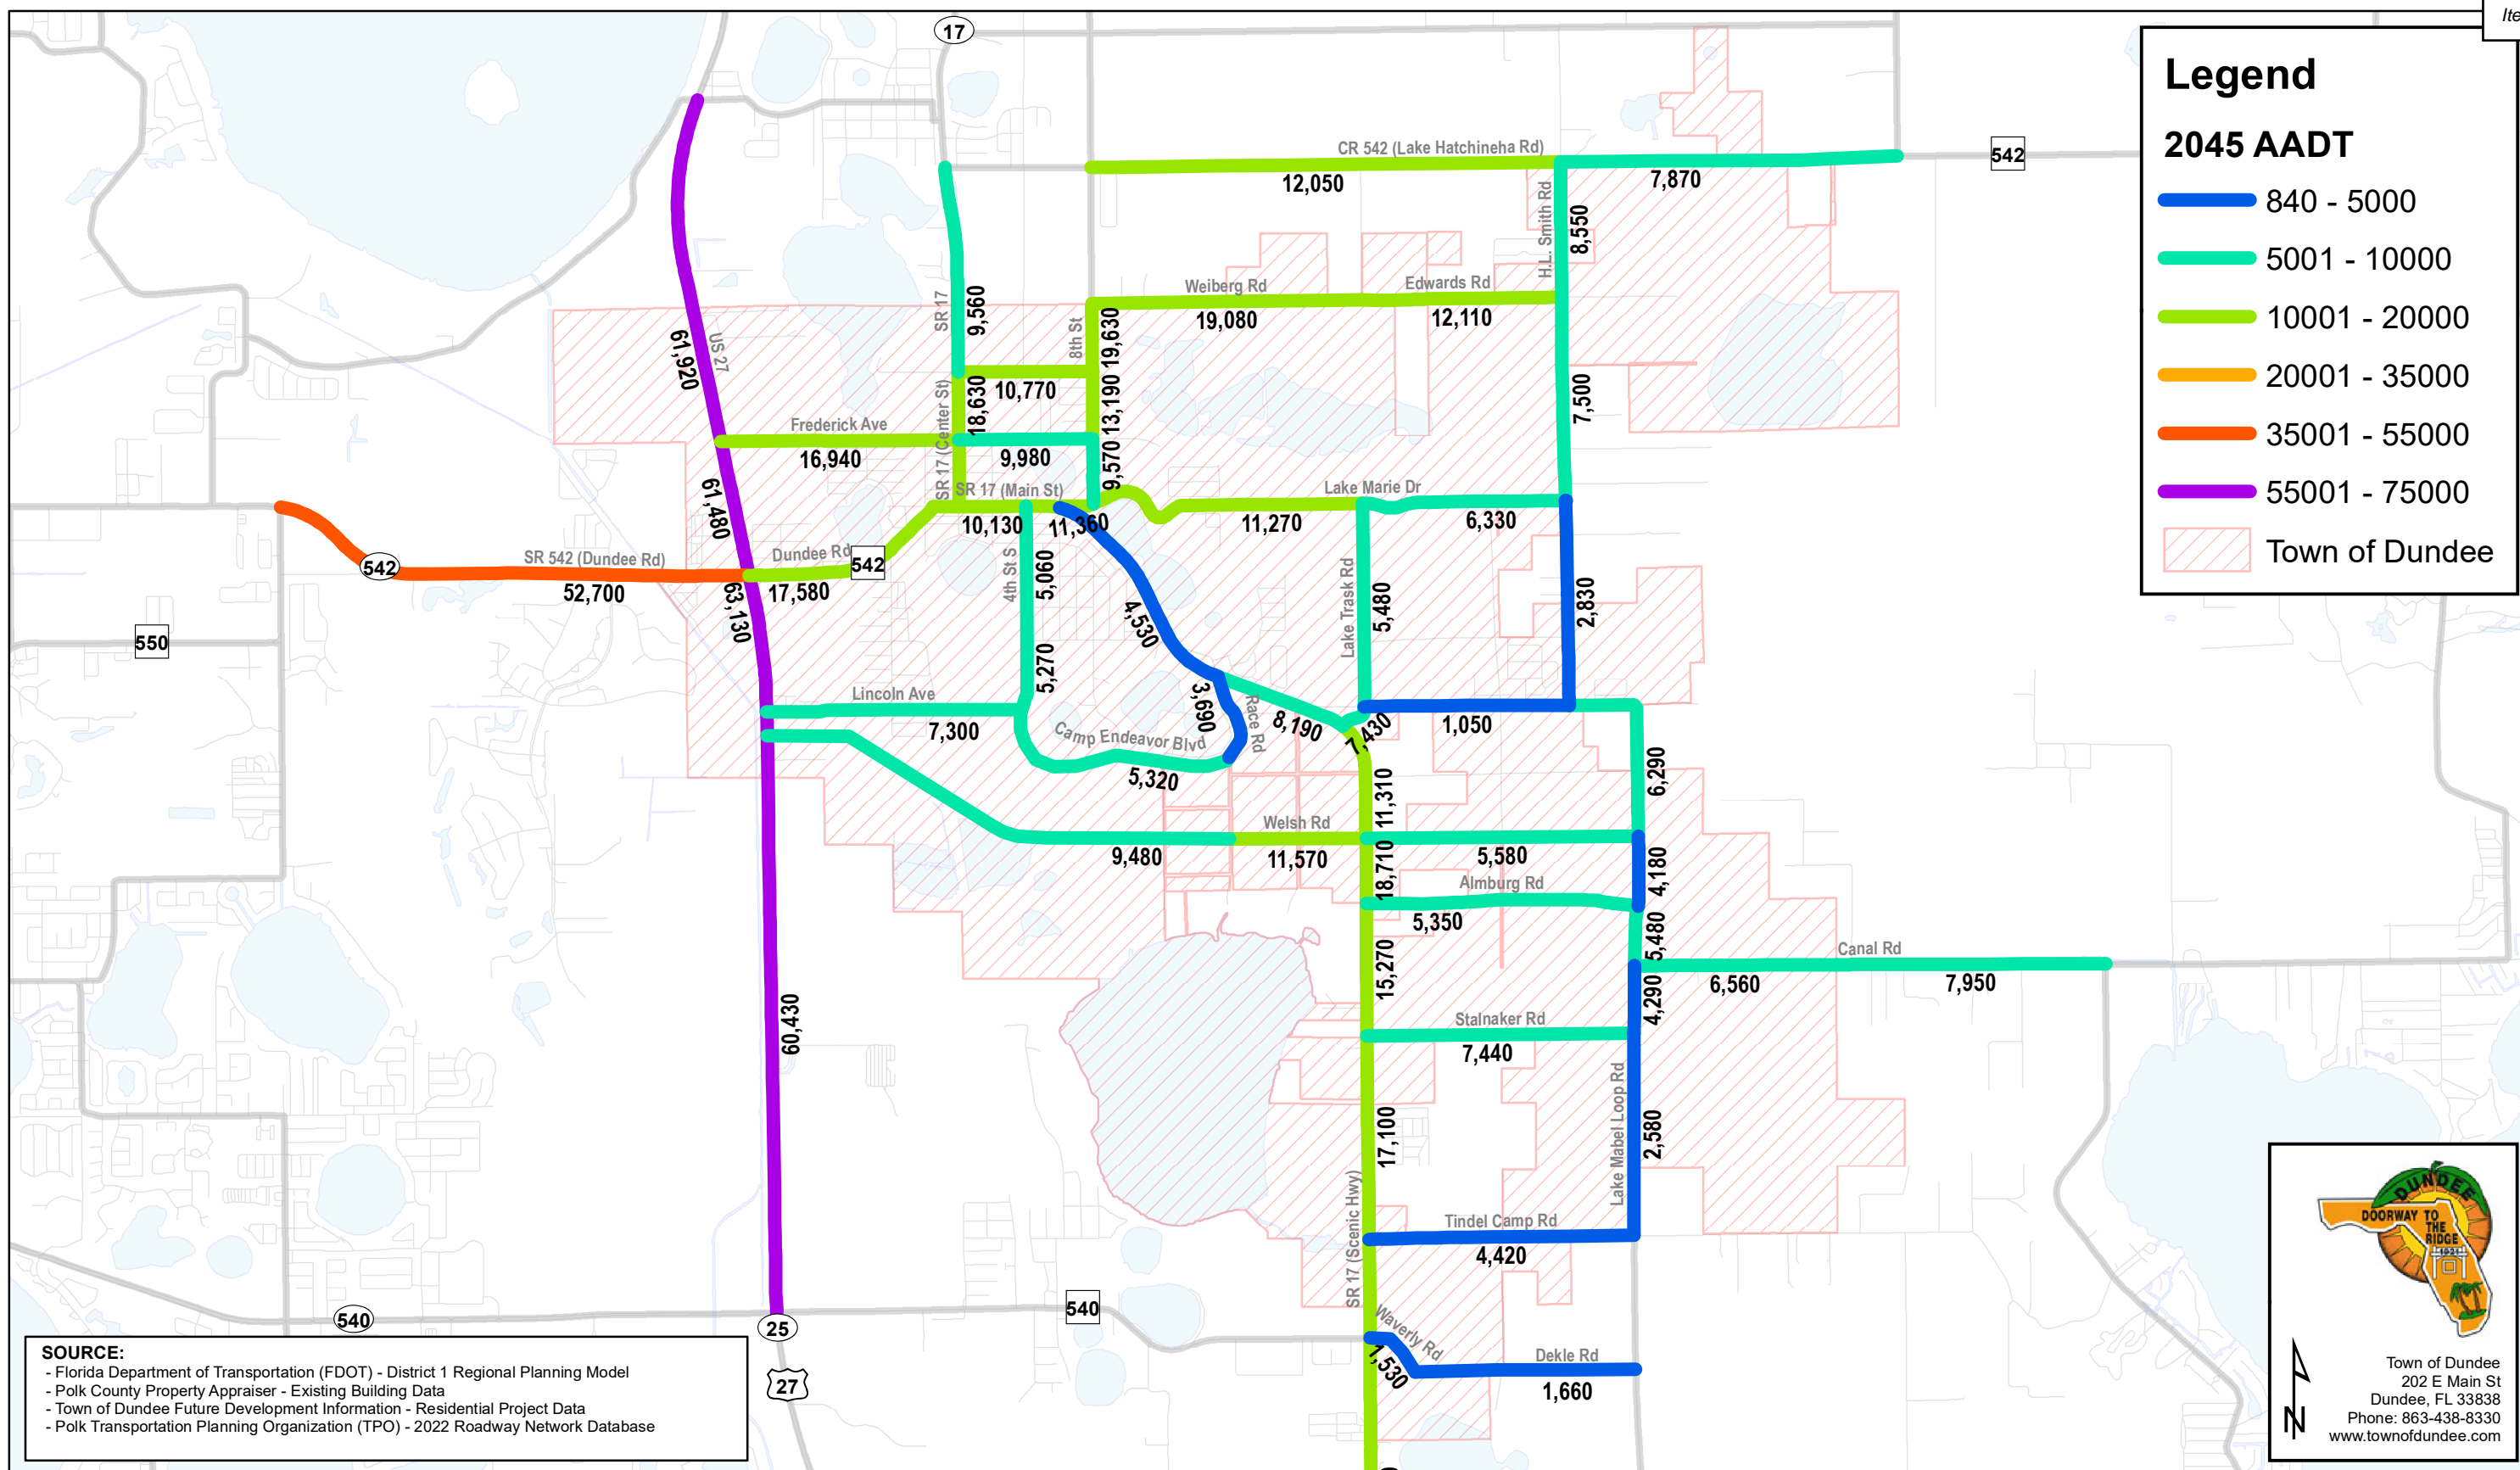 Ite
Legend
2045 AADT
840 - 5000
5001 - 10000
10001 - 20000
20001 - 35000
35001 - 55000
55001 - 75000
Town of Dundee
17
CR 542 (Lake Hatchineha Rd)
12,050
7,870
542
H.L. Smith Rd
8,550
SR 17
9,560
Weiberg Rd
19,080
Edwards Rd
12,110
8th St
19,630
61,920
US 27
10,770
13,190
18,630
7,500
SR 17 (Center St)
Frederick Ave
16,940
9,980
9,570
61,480
SR 17 (Main St)
10,130
11,360
Lake Marie Dr
11,270
6,330
542
SR 542 (Dundee Rd)
52,700
Dundee Rd
542
17,580
63,130
4th St S
5,060
5,270
4,530
Lake Trask Rd
5,480
2,830
550
Lincoln Ave
7,300
3,690
Race Rd
8,190
7,430
1,050
Camp Endeavor Blvd
5,320
6,290
11,310
Welsh Rd
9,480
11,570
5,580
18,710
4,180
Almburg Rd
5,350
5,480
Canal Rd
6,560
7,950
15,270
4,290
Stalnaker Rd
7,440
60,430
17,100
Lake Mabel Loop Rd
2,580
SR 17 (Scenic Hwy)
Tindel Camp Rd
4,420
540
540
25
27
Waverly Rd
1,530
Dekle Rd
1,660
SOURCE:
- Florida Department of Transportation (FDOT) - District 1 Regional Planning Model
- Polk County Property Appraiser - Existing Building Data
- Town of Dundee Future Development Information - Residential Project Data
- Polk Transportation Planning Organization (TPO) - 2022 Roadway Network Database
DUNDEE
DOORWAY TO
THE
RIDGE
N
Town of Dundee
202 E Main St
Dundee, FL 33838
Phone: 863-438-8330
www.townofdundee.com